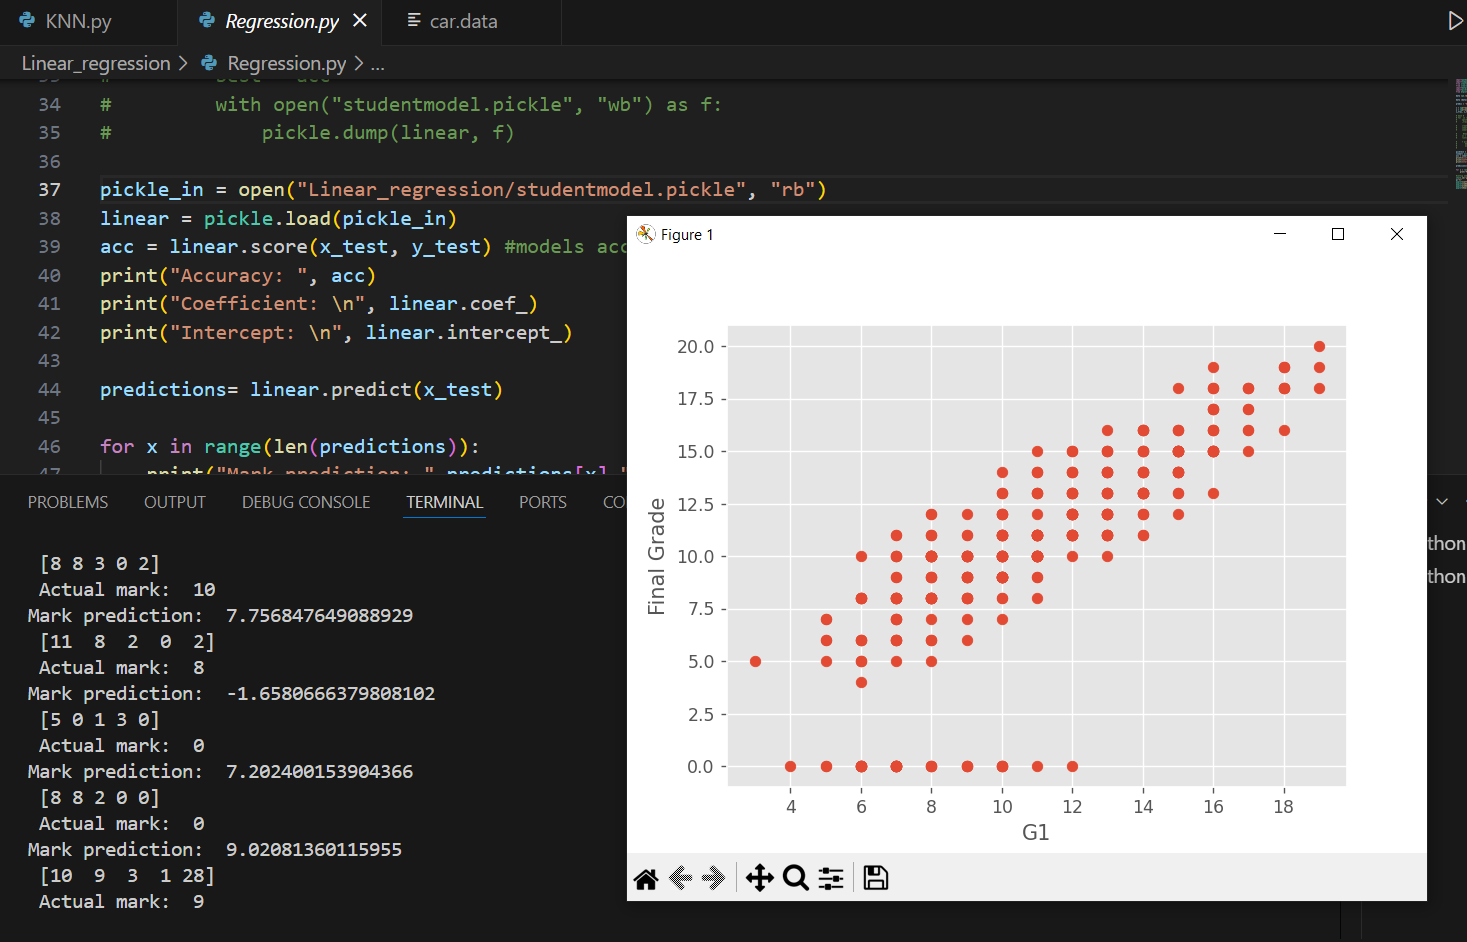 KNN.py
Regression.py
car.data
Linear_regression > Regression.py > ...
34 # with open("studentmodel.pickle", "wb") as f:
35 # pickle.dump(linear, f)
36
37 pickle_in = open("Linear_regression/studentmodel.pickle", "rb")
38 linear = pickle.load(pickle_in)
39 acc = linear.score(x_test, y_test) #models acc
40 print("Accuracy: ", acc)
41 print("Coefficient: \n", linear.coef_)
42 print("Intercept: \n", linear.intercept_)
43
44 predictions= linear.predict(x_test)
45
46 for x in range(len(predictions)):
47 print("Mark prediction: ",predictions[x],"
PROBLEMS OUTPUT DEBUG CONSOLE TERMINAL PORTS CO
[8 8 3 0 2]
Actual mark: 10
Mark prediction: 7.756847649088929
[11 8 2 0 2]
Actual mark: 8
Mark prediction: -1.6580666379808102
[5 0 1 3 0]
Actual mark: 0
Mark prediction: 7.202400153904366
[8 8 2 0 0]
Actual mark: 0
Mark prediction: 9.02081360115955
[10 9 3 1 28]
Actual mark: 9
Figure 1
20.0
17.5
15.0
12.5
10.0
7.5
5.0
2.5
0.0
Final Grade
4 6 8 10 12 14 16 18
G1
thon
thon